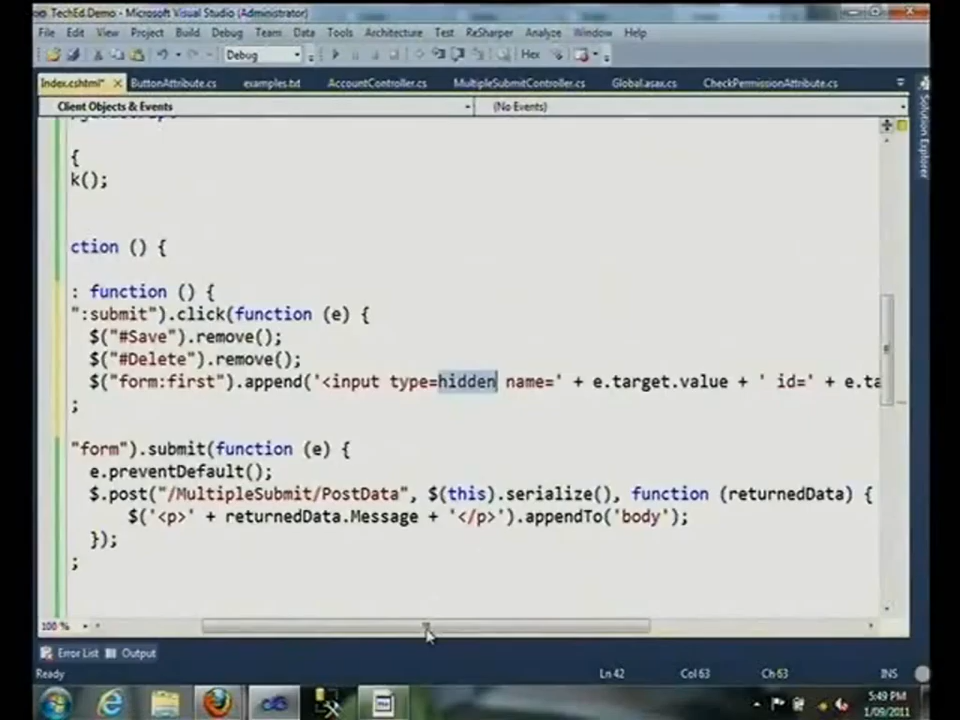 TechEd.Demo - Microsoft Visual Studio (Administrator)
File Edit View Project Build Debug Team Data Tools Architecture Test ReSharper Analyze Window Help
Debug Hex
Index.cshtml* ButtonAttribute.cs examples.txt AccountController.cs MultipleSubmitController.cs Global.asax.cs CheckPermissionAttribute.cs
Client Objects & Events (No Events)
Solution Explorer
{
k();
ction () {
: function () {
":submit").click(function (e) {
$("#Save").remove();
$("#Delete").remove();
$("form:first").append('<input type=hidden name=' + e.target.value + ' id=' + e.ta
;
"form").submit(function (e) {
e.preventDefault();
$.post("/MultipleSubmit/PostData", $(this).serialize(), function (returnedData) {
$('<p>' + returnedData.Message + '</p>').appendTo('body');
});
;
100 %
Error List Output
Ready Ln 42 Col 63 Ch 63 INS
5:49 PM
1/09/2011